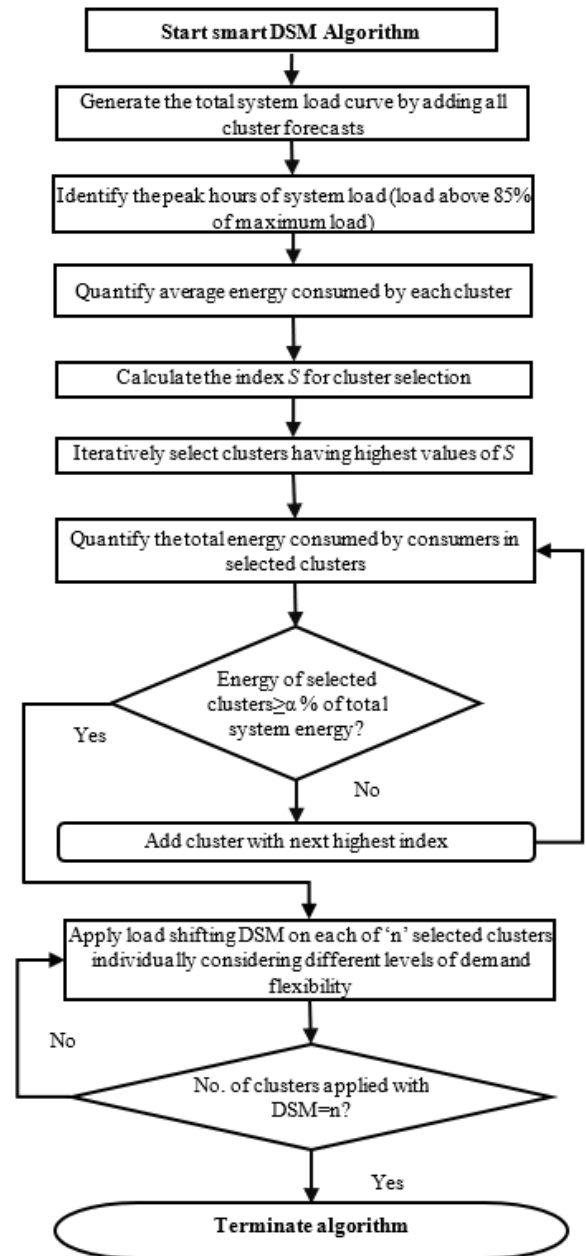 Start smart DSM Algorithm
Generate the total system load curve by adding all
cluster forecasts
Identify the peak hours of system load (load above 85%
of maximum load)
Quantify average energy consumed by each cluster
Calculate the index S for cluster selection
Iteratively select clusters having highest values of S
Quantify the total energy consumed by consumers in
selected clusters
Energy of selected
clusters≥α % of total
system energy?
Yes
No
Add cluster with next highest index
Apply load shifting DSM on each of ‘n’ selected clusters
individually considering different levels of demand
flexibility
No
No. of clusters applied with
DSM=n?
Yes
Terminate algorithm